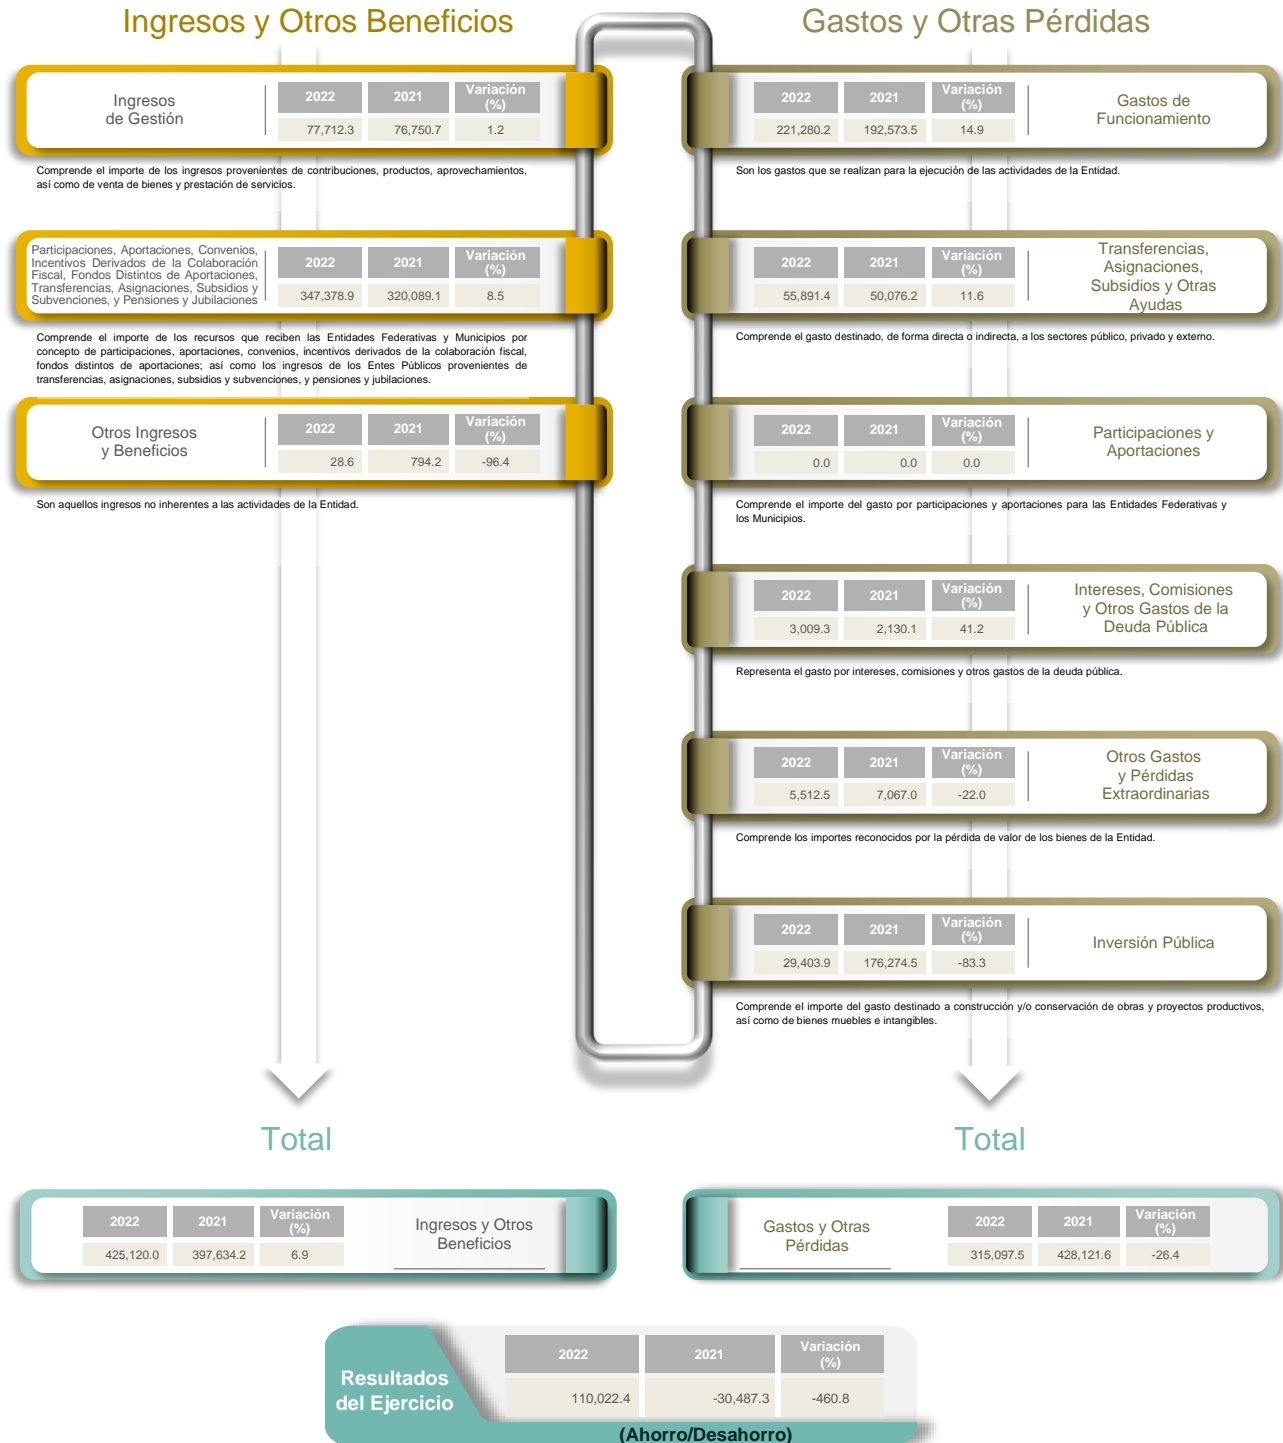 Ingresos y Otros Beneficios
Ingresos
de Gestión
2022 2021 Variación (%)
77,712.3 76,750.7 1.2
Comprende el importe de los ingresos provenientes de contribuciones, productos, aprovechamientos,
así como de venta de bienes y prestación de servicios.
Participaciones, Aportaciones, Convenios,
Incentivos Derivados de la Colaboración
Fiscal, Fondos Distintos de Aportaciones,
Transferencias, Asignaciones, Subsidios y
Subvenciones, y Pensiones y Jubilaciones
2022 2021 Variación (%)
347,378.9 320,089.1 8.5
Comprende el importe de los recursos que reciben las Entidades Federativas y Municipios por
concepto de participaciones, aportaciones, convenios, incentivos derivados de la colaboración fiscal,
fondos distintos de aportaciones; así como los ingresos de los Entes Públicos provenientes de
transferencias, asignaciones, subsidios y subvenciones, y pensiones y jubilaciones.
Otros Ingresos
y Beneficios
2022 2021 Variación (%)
28.6 794.2 -96.4
Son aquellos ingresos no inherentes a las actividades de la Entidad.
Gastos y Otras Pérdidas
2022 2021 Variación (%)
221,280.2 192,573.5 14.9
Gastos de
Funcionamiento
Son los gastos que se realizan para la ejecución de las actividades de la Entidad.
2022 2021 Variación (%)
55,891.4 50,076.2 11.6
Transferencias,
Asignaciones,
Subsidios y Otras
Ayudas
Comprende el gasto destinado, de forma directa o indirecta, a los sectores público, privado y externo.
2022 2021 Variación (%)
0.0 0.0 0.0
Participaciones y
Aportaciones
Comprende el importe del gasto por participaciones y aportaciones para las Entidades Federativas y
los Municipios.
2022 2021 Variación (%)
3,009.3 2,130.1 41.2
Intereses, Comisiones
y Otros Gastos de la
Deuda Pública
Representa el gasto por intereses, comisiones y otros gastos de la deuda pública.
2022 2021 Variación (%)
5,512.5 7,067.0 -22.0
Otros Gastos
y Pérdidas
Extraordinarias
Comprende los importes reconocidos por la pérdida de valor de los bienes de la Entidad.
2022 2021 Variación (%)
29,403.9 176,274.5 -83.3
Inversión Pública
Comprende el importe del gasto destinado a construcción y/o conservación de obras y proyectos productivos,
así como de bienes muebles e intangibles.
Total
2022 2021 Variación (%)
425,120.0 397,634.2 6.9
Ingresos y Otros
Beneficios
Total
Gastos y Otras
Pérdidas
2022 2021 Variación (%)
315,097.5 428,121.6 -26.4
Resultados
del Ejercicio
2022 2021 Variación (%)
110,022.4 -30,487.3 -460.8
(Ahorro/Desahorro)